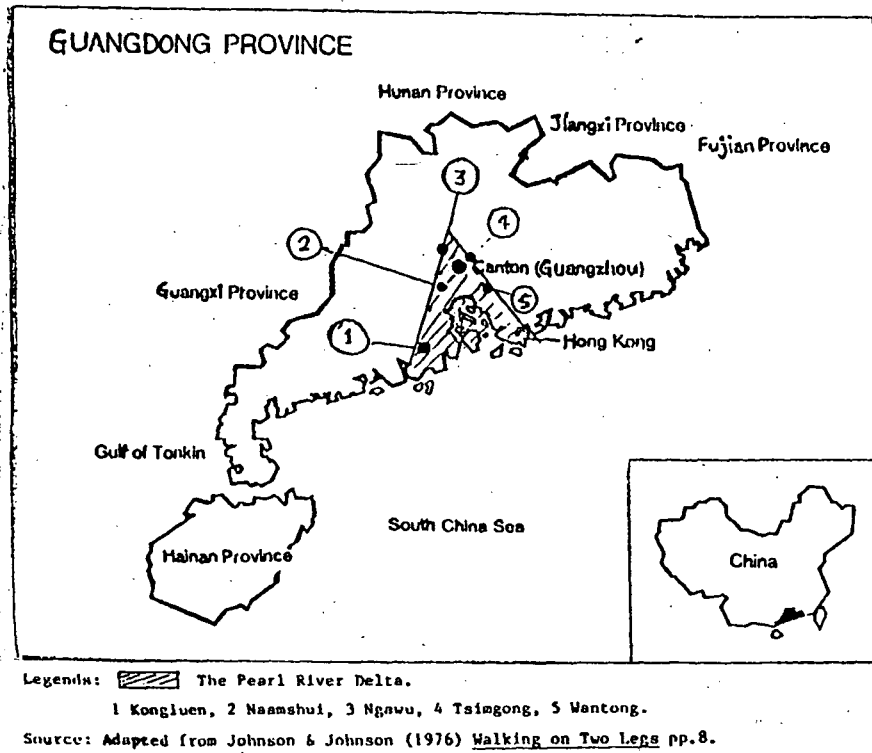 GUANGDONG PROVINCE
Hunan Province
Jiangxi Province
Fujian Province
3
4
2
Canton (Guangzhou)
Guangxi Province
5
1
Hong Kong
Gulf of Tonkin
South China Sea
Hainan Province
China
Legends: The Pearl River Delta.
1 Kongluen, 2 Naamshui, 3 Ngawu, 4 Tsimgong, 5 Wantong.
Source: Adapted from Johnson & Johnson (1976) Walking on Two Legs pp.8.